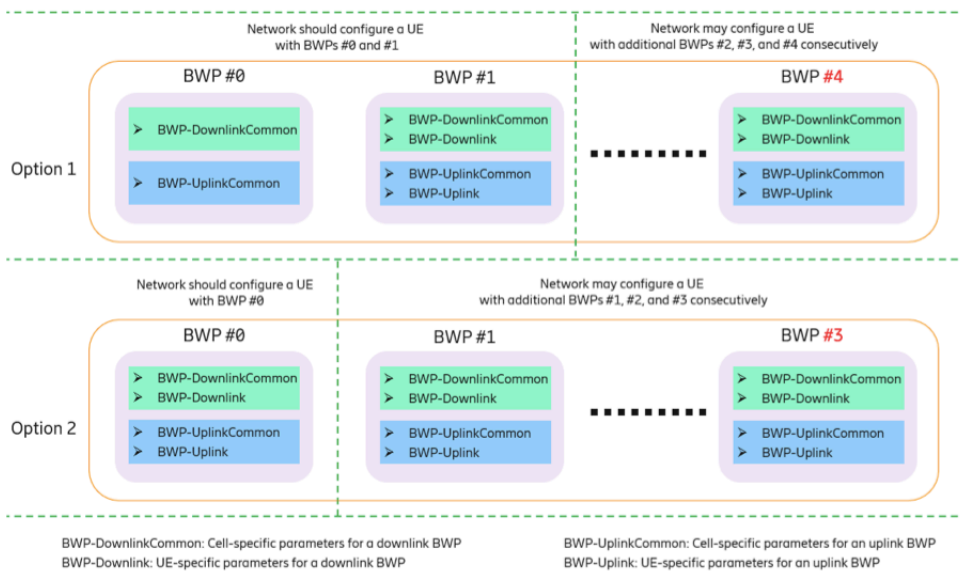 Network should configure a UE
with BWPs #0 and #1
Network may configure a UE
with additional BWPs #2, #3, and #4 consecutively
Option 1
BWP #0
➢ BWP-DownlinkCommon
➢ BWP-UplinkCommon
BWP #1
➢ BWP-DownlinkCommon
➢ BWP-Downlink
➢ BWP-UplinkCommon
➢ BWP-Uplink
BWP #4
➢ BWP-DownlinkCommon
➢ BWP-Downlink
➢ BWP-UplinkCommon
➢ BWP-Uplink
Network should configure a UE
with BWP #0
Network may configure a UE
with additional BWPs #1, #2, and #3 consecutively
Option 2
BWP #0
➢ BWP-DownlinkCommon
➢ BWP-Downlink
➢ BWP-UplinkCommon
➢ BWP-Uplink
BWP #1
➢ BWP-DownlinkCommon
➢ BWP-Downlink
➢ BWP-UplinkCommon
➢ BWP-Uplink
BWP #3
➢ BWP-DownlinkCommon
➢ BWP-Downlink
➢ BWP-UplinkCommon
➢ BWP-Uplink
BWP-DownlinkCommon: Cell-specific parameters for a downlink BWP
BWP-Downlink: UE-specific parameters for a downlink BWP
BWP-UplinkCommon: Cell-specific parameters for an uplink BWP
BWP-Uplink: UE-specific parameters for an uplink BWP